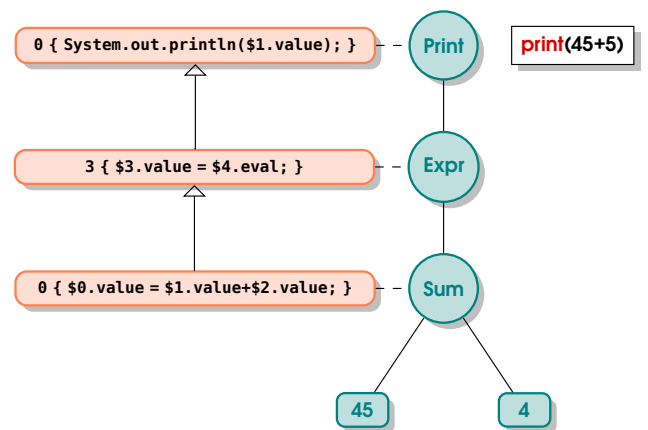 0 { System.out.println($1.value); }
Print
print(45+5)
3 { $3.value = $4.eval; }
Expr
0 { $0.value = $1.value+$2.value; }
Sum
45
4